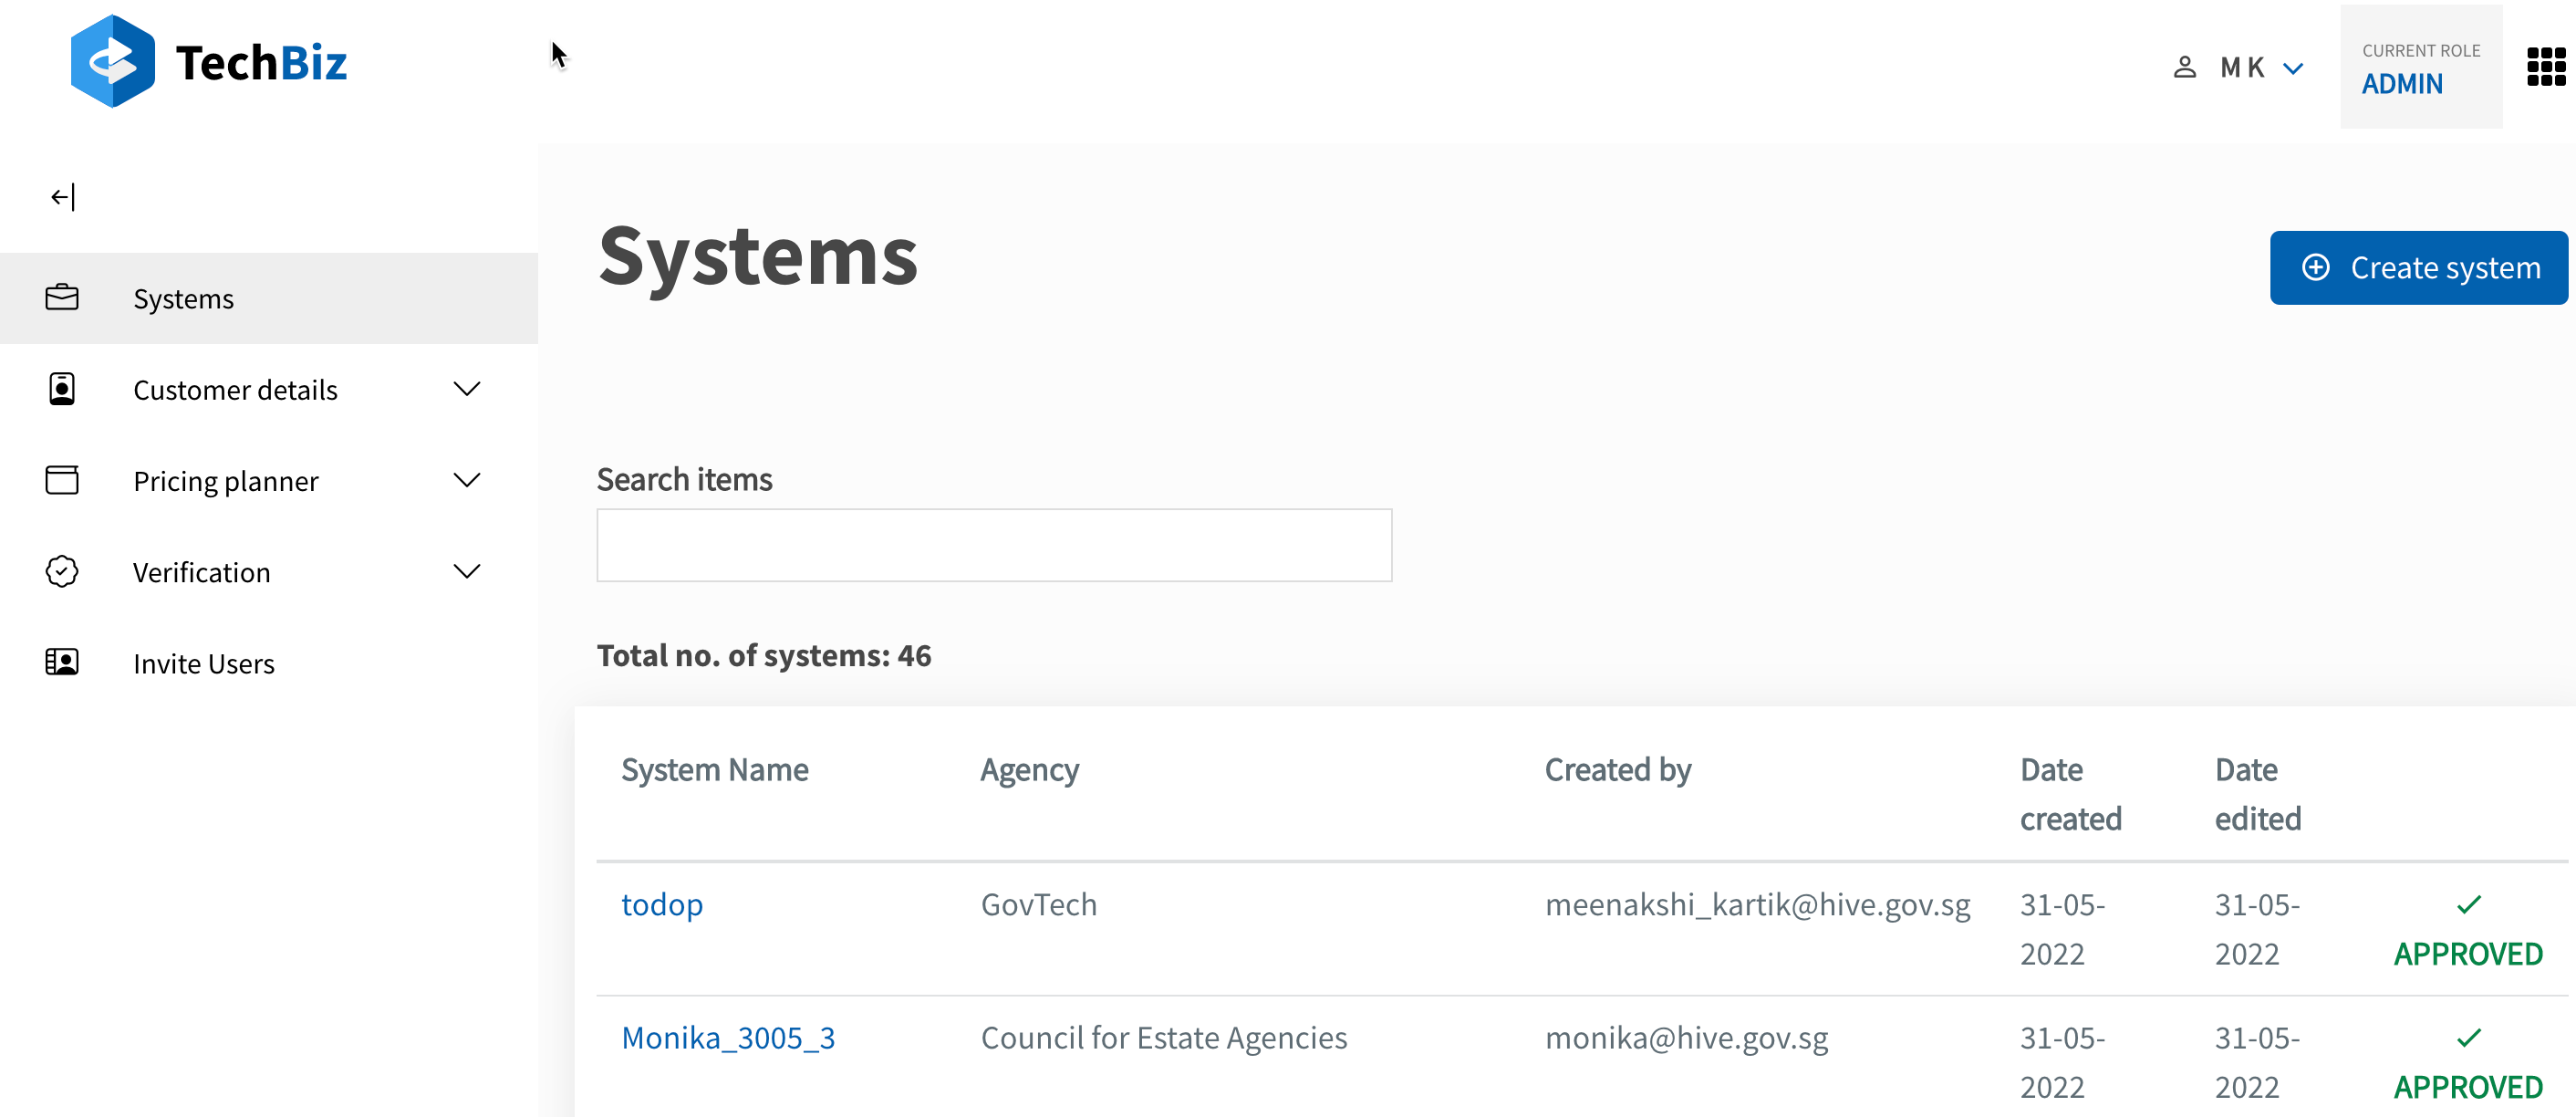 TechBiz
M K
CURRENT ROLE
ADMIN
Systems
Customer details
Pricing planner
Verification
Invite Users
Systems
Create system
Search items
Total no. of systems: 46
System Name Agency Created by Date created Date edited
todop GovTech meenakshi_kartik@hive.gov.sg 31-05-2022 31-05-2022 APPROVED
Monika_3005_3 Council for Estate Agencies monika@hive.gov.sg 31-05-2022 31-05-2022 APPROVED